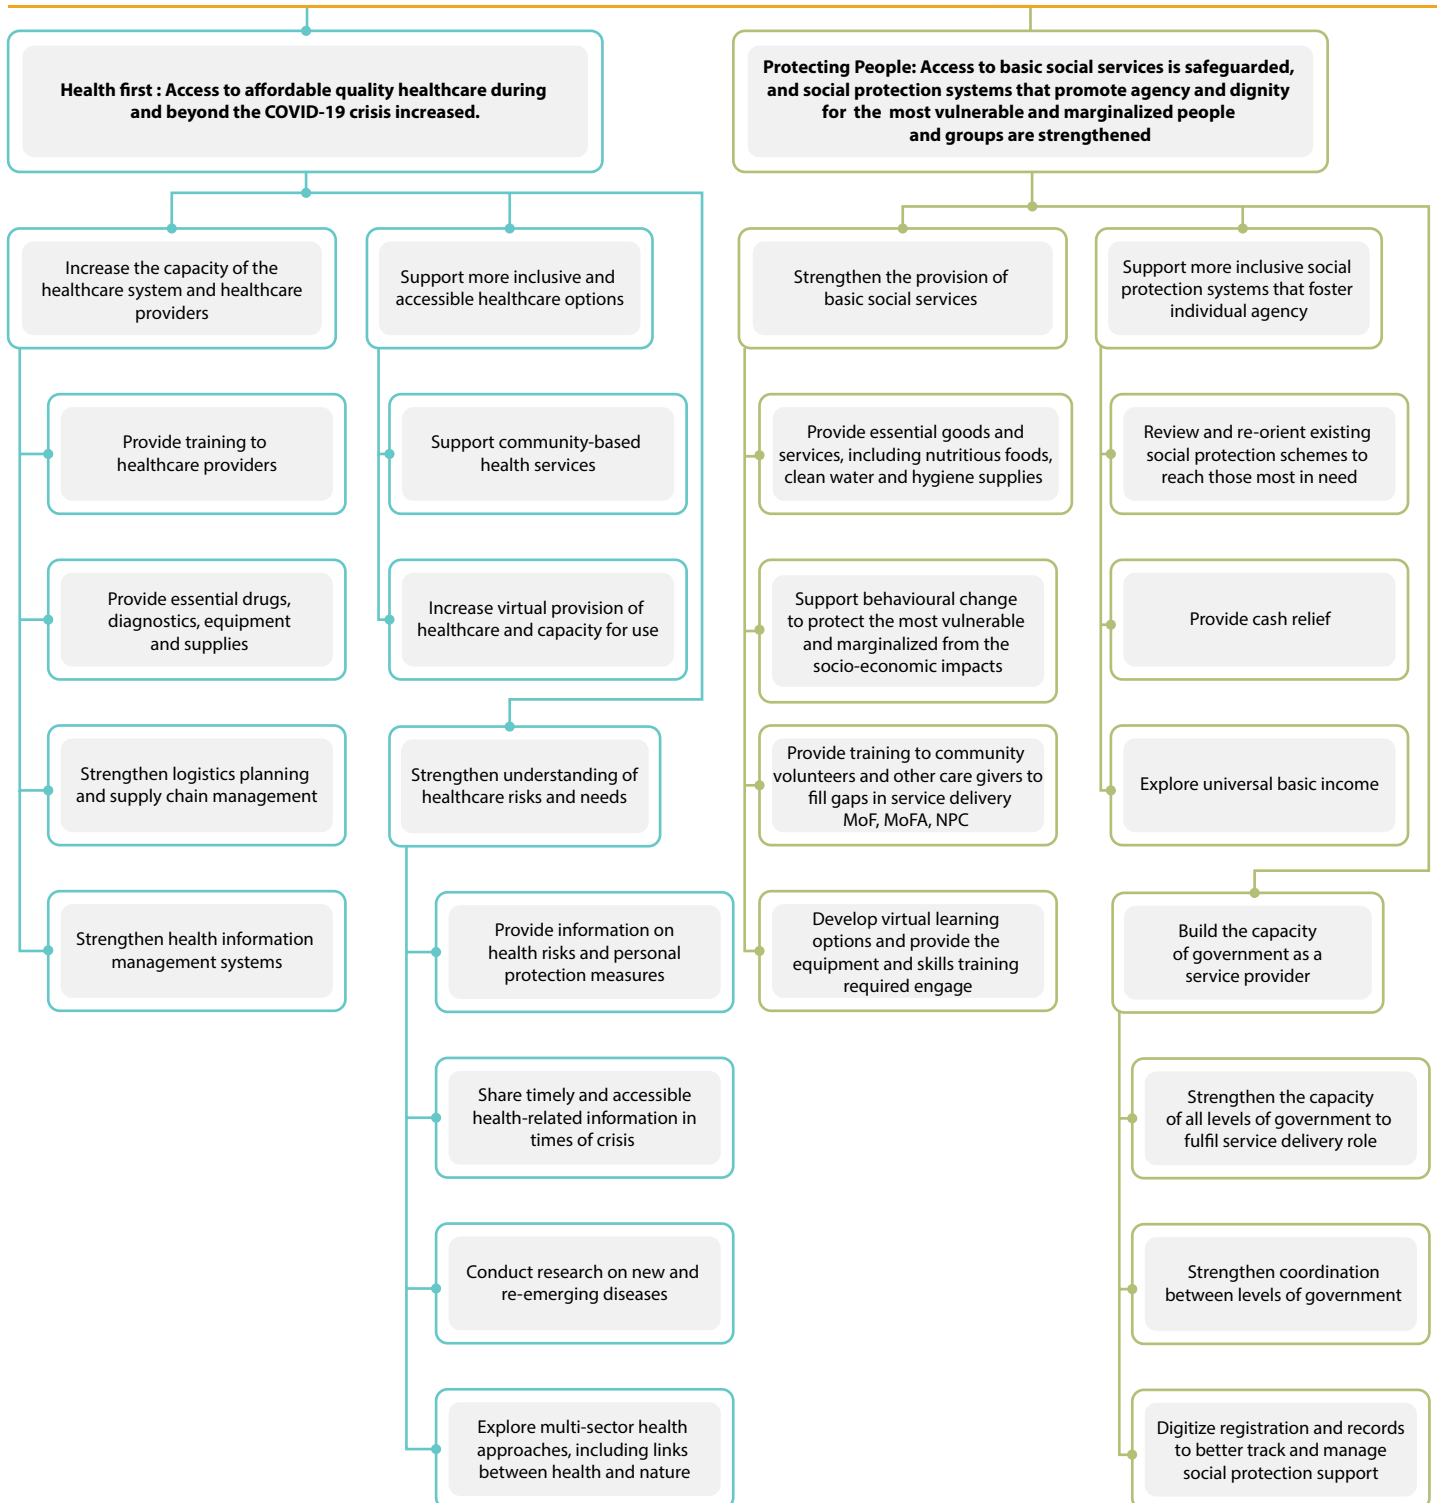 Health first : Access to affordable quality healthcare during
and beyond the COVID-19 crisis increased.
Increase the capacity of the
healthcare system and healthcare
providers
Provide training to
healthcare providers
Provide essential drugs,
diagnostics, equipment
and supplies
Strengthen logistics planning
and supply chain management
Strengthen health information
management systems
Support more inclusive and
accessible healthcare options
Support community-based
health services
Increase virtual provision of
healthcare and capacity for use
Strengthen understanding of
healthcare risks and needs
Provide information on
health risks and personal
protection measures
Share timely and accessible
health-related information in
times of crisis
Conduct research on new and
re-emerging diseases
Explore multi-sector health
approaches, including links
between health and nature
Protecting People: Access to basic social services is safeguarded,
and social protection systems that promote agency and dignity
for the most vulnerable and marginalized people
and groups are strengthened
Strengthen the provision of
basic social services
Provide essential goods and
services, including nutritious foods,
clean water and hygiene supplies
Support behavioural change
to protect the most vulnerable
and marginalized from the
socio-economic impacts
Provide training to community
volunteers and other care givers to
fill gaps in service delivery
MoF, MoFA, NPC
Develop virtual learning
options and provide the
equipment and skills training
required engage
Support more inclusive social
protection systems that foster
individual agency
Review and re-orient existing
social protection schemes to
reach those most in need
Provide cash relief
Explore universal basic income
Build the capacity
of government as a
service provider
Strengthen the capacity
of all levels of government to
fulfil service delivery role
Strengthen coordination
between levels of government
Digitize registration and records
to better track and manage
social protection support